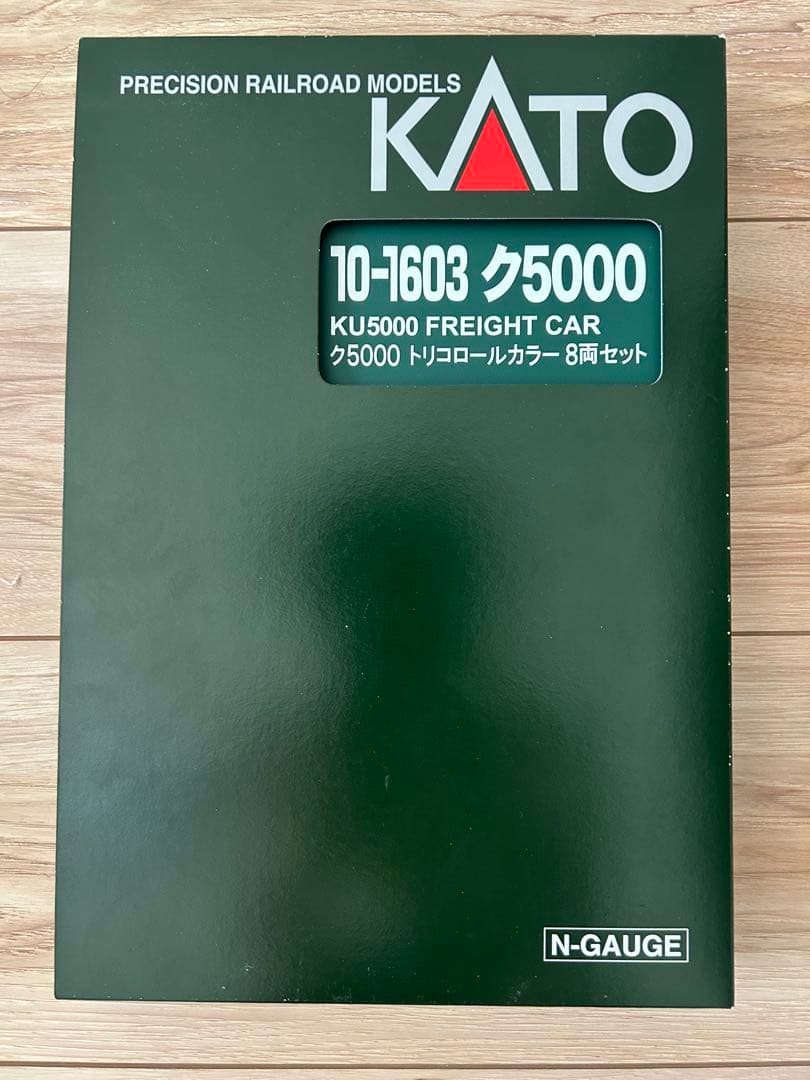 PRECISION RAILROAD MODELS
KATO
10-1603 ク5000
KU5000 FREIGHT CAR
ク5000 トリコロールカラー 8両セット
N-GAUGE